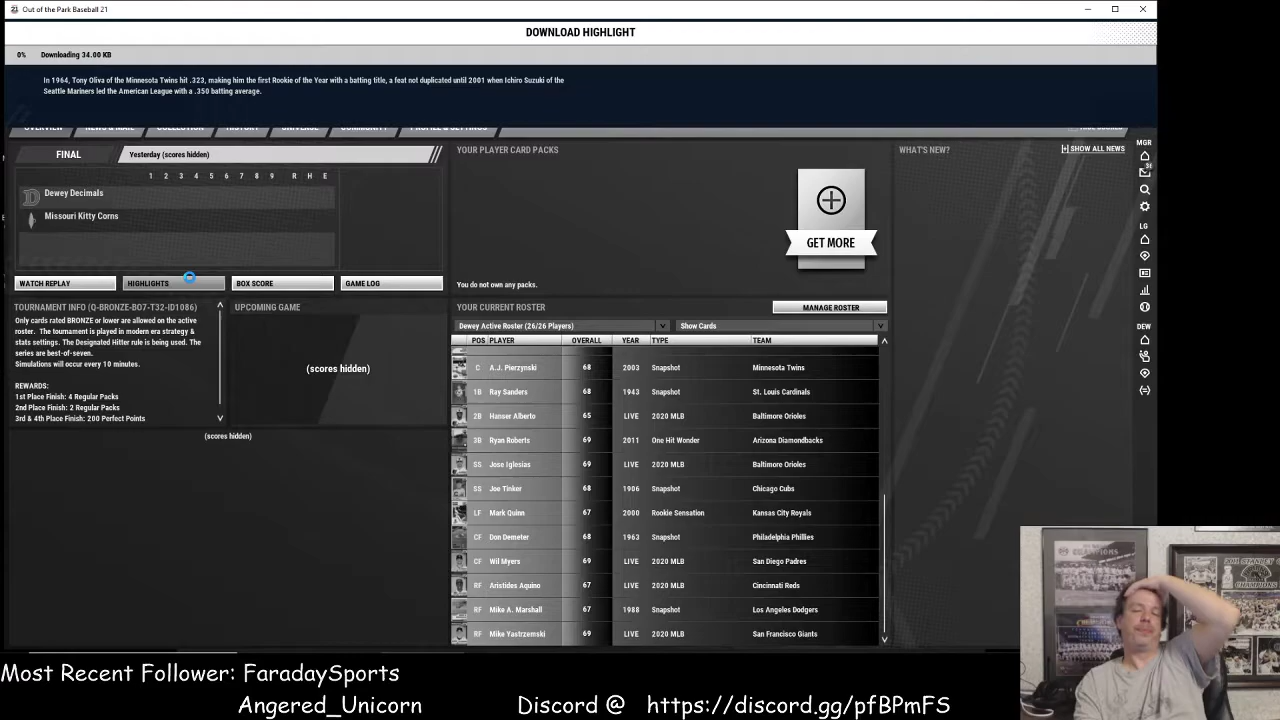 Out of the Park Baseball 21
DOWNLOAD HIGHLIGHT
0% Downloading 34.00 KB
In 1964, Tony Oliva of the Minnesota Twins hit .323, making him the first Rookie of the Year with a batting title, a feat not duplicated until 2001 when Ichiro Suzuki of the
Seattle Mariners led the American League with a .350 batting average.
OVERVIEW NEWS & MAIL COLLECTION HISTORY UNIVERSE COMMUNITY PROFILE & SETTINGS
FINAL Yesterday (scores hidden)
1 2 3 4 5 6 7 8 9 R H E
Dewey Decimals
Missouri Kitty Corns
WATCH REPLAY HIGHLIGHTS BOX SCORE GAME LOG
TOURNAMENT INFO (Q-BRONZE-BO7-T32-ID1086)
Only cards rated BRONZE or lower are allowed on the active
roster. The tournament is played in modern era strategy &
stats settings. The Designated Hitter rule is being used. The
series are best-of-seven.
Simulations will occur every 10 minutes.
REWARDS:
1st Place Finish: 4 Regular Packs
2nd Place Finish: 2 Regular Packs
3rd & 4th Place Finish: 200 Perfect Points
UPCOMING GAME
(scores hidden)
(scores hidden)
YOUR PLAYER CARD PACKS
GET MORE
You do not own any packs.
YOUR CURRENT ROSTER MANAGE ROSTER
Dewey Active Roster (26/26 Players) Show Cards
POS PLAYER OVERALL YEAR TYPE TEAM
C A.J. Pierzynski 68 2003 Snapshot Minnesota Twins
1B Ray Sanders 68 1943 Snapshot St. Louis Cardinals
2B Hanser Alberto 65 LIVE 2020 MLB Baltimore Orioles
3B Ryan Roberts 69 2011 One Hit Wonder Arizona Diamondbacks
SS Jose Iglesias 69 LIVE 2020 MLB Baltimore Orioles
SS Joe Tinker 68 1906 Snapshot Chicago Cubs
LF Mark Quinn 67 2000 Rookie Sensation Kansas City Royals
CF Don Demeter 68 1963 Snapshot Philadelphia Phillies
CF Wil Myers 69 LIVE 2020 MLB San Diego Padres
RF Aristides Aquino 67 LIVE 2020 MLB Cincinnati Reds
RF Mike A. Marshall 67 1988 Snapshot Los Angeles Dodgers
RF Mike Yastrzemski 69 LIVE 2020 MLB San Francisco Giants
WHAT'S NEW? SHOW ALL NEWS
MGR
LG
DEW
Most Recent Follower: FaradaySports
Angered_Unicorn Discord @ https://discord.gg/pfBPmFS